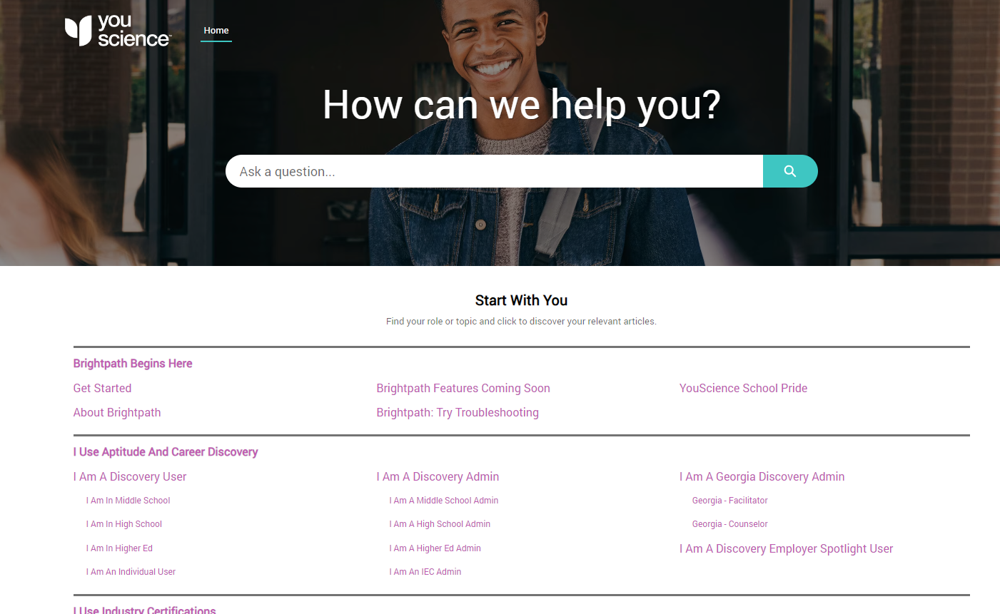 you
science™
Home
How can we help you?
Ask a question...
Start With You
Find your role or topic and click to discover your relevant articles.
Brightpath Begins Here
Get Started
Brightpath Features Coming Soon
YouScience School Pride
About Brightpath
Brightpath: Try Troubleshooting
I Use Aptitude And Career Discovery
I Am A Discovery User
I Am In Middle School
I Am In High School
I Am In Higher Ed
I Am An Individual User
I Am A Discovery Admin
I Am A Middle School Admin
I Am A High School Admin
I Am A Higher Ed Admin
I Am An IEC Admin
I Am A Georgia Discovery Admin
Georgia - Facilitator
Georgia - Counselor
I Am A Discovery Employer Spotlight User
I Use Industry Certifications